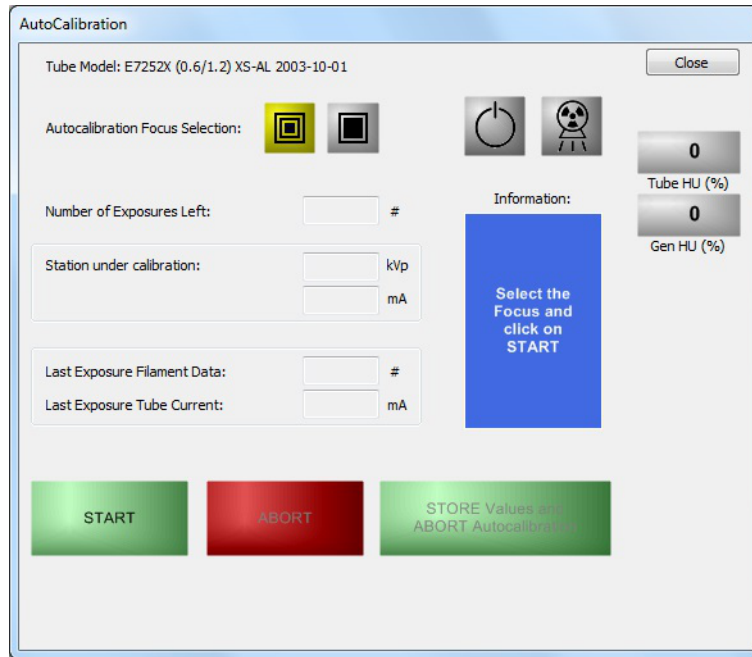 AutoCalibration
Tube Model: E7252X (0.6/1.2) XS-AL 2003-10-01
Close
Autocalibration Focus Selection:
0
Tube HU (%)
0
Gen HU (%)
Number of Exposures Left:
#
Information:
Station under calibration:
kVp
mA
Select the
Focus and
click on
START
Last Exposure Filament Data:
#
Last Exposure Tube Current:
mA
START
ABORT
STORE Values and
ABORT Autocalibration